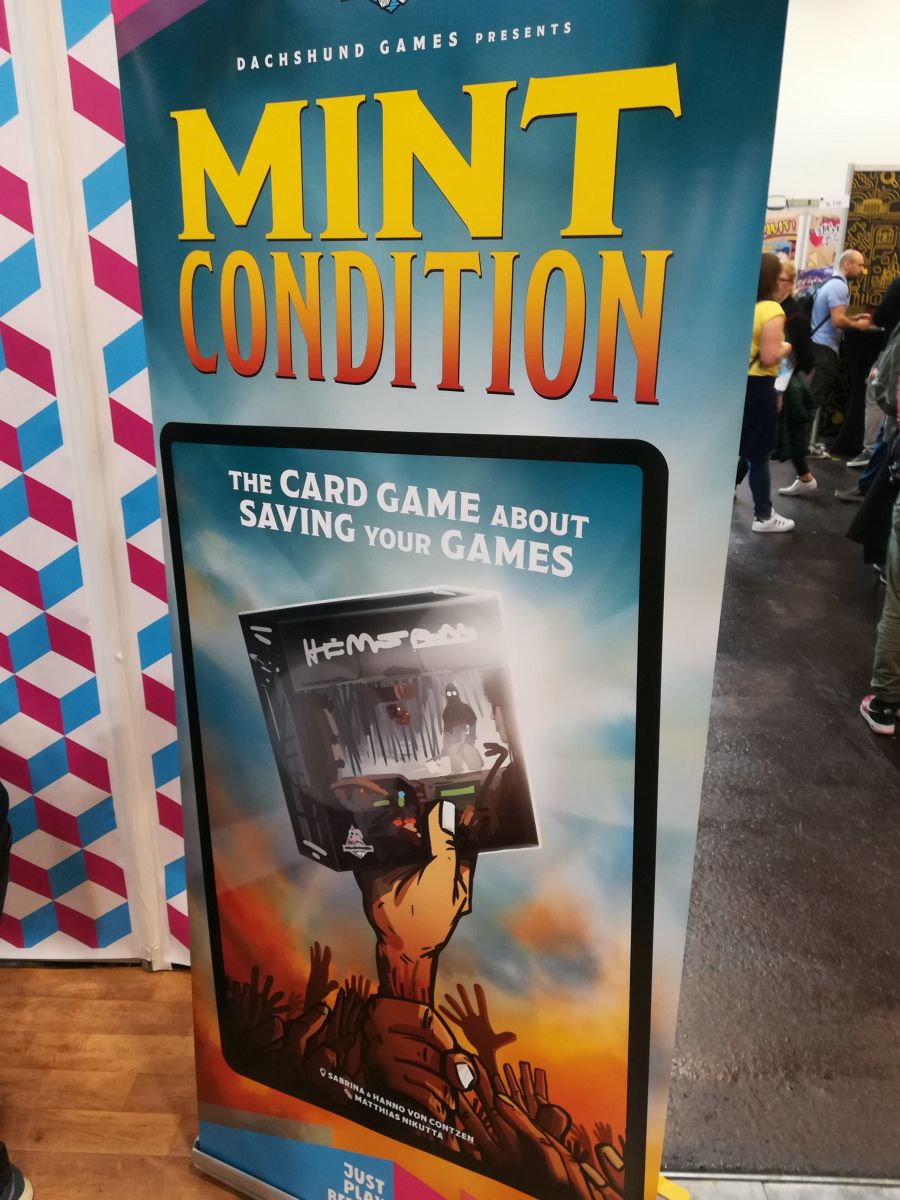 DACHSHUND GAMES PRESENTS
MINT
CONDITION
THE CARD GAME ABOUT
SAVING YOUR GAMES
SABRINA & HANNO VON CONTZEN
MATTHIAS NIKUTTA
JUST
PLAY